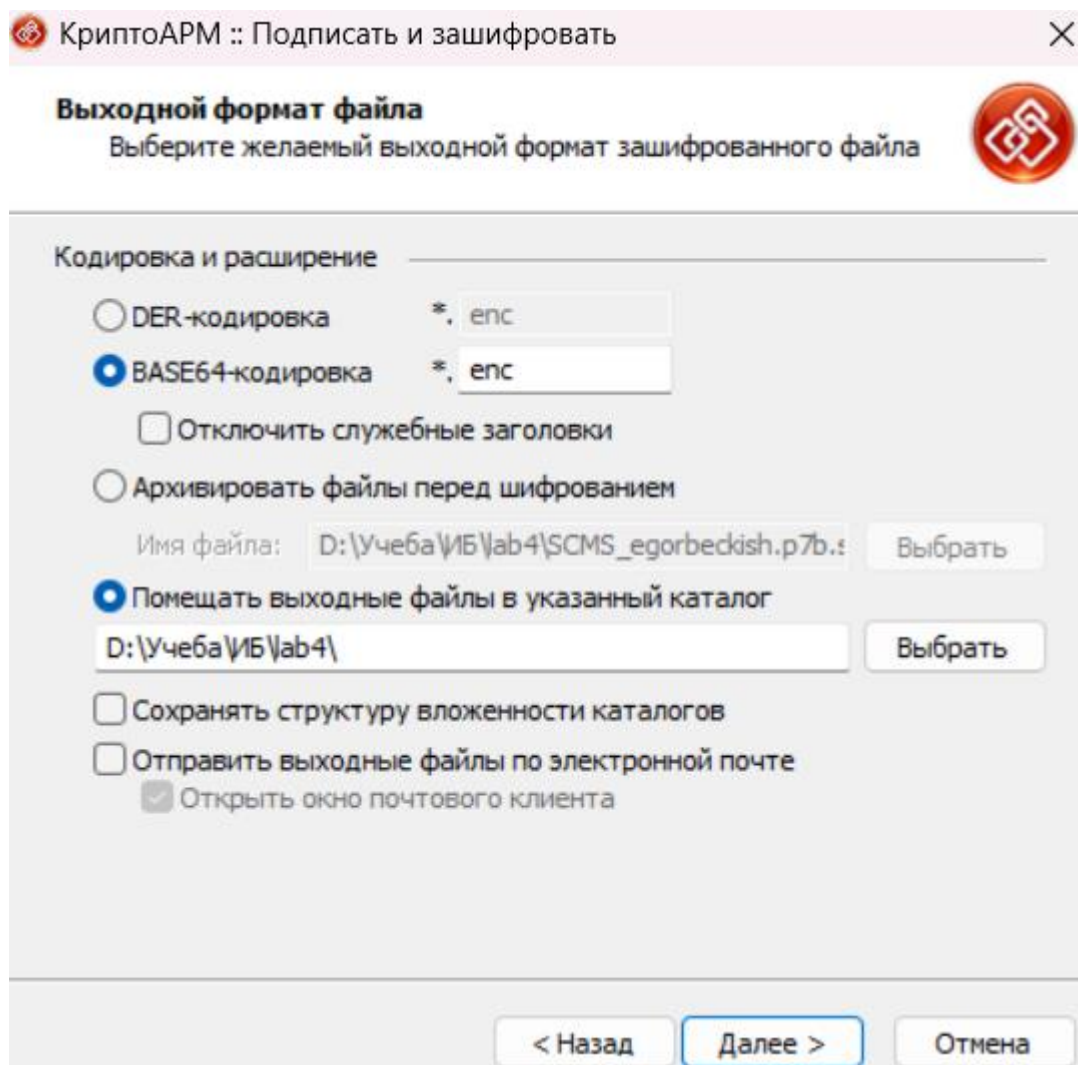 КриптоАРМ :: Подписать и зашифровать
Выходной формат файла
Выберите желаемый выходной формат зашифрованного файла
Кодировка и расширение
DER-кодировка *. enc
BASE64-кодировка *. enc
Отключить служебные заголовки
Архивировать файлы перед шифрованием
Имя файла: D:\Учеба\ИБ\lab4\SCMS_egorbeckish.p7b.s Выбрать
Помещать выходные файлы в указанный каталог
D:\Учеба\ИБ\lab4\ Выбрать
Сохранять структуру вложенности каталогов
Отправить выходные файлы по электронной почте
Открыть окно почтового клиента
< Назад Далее > Отмена